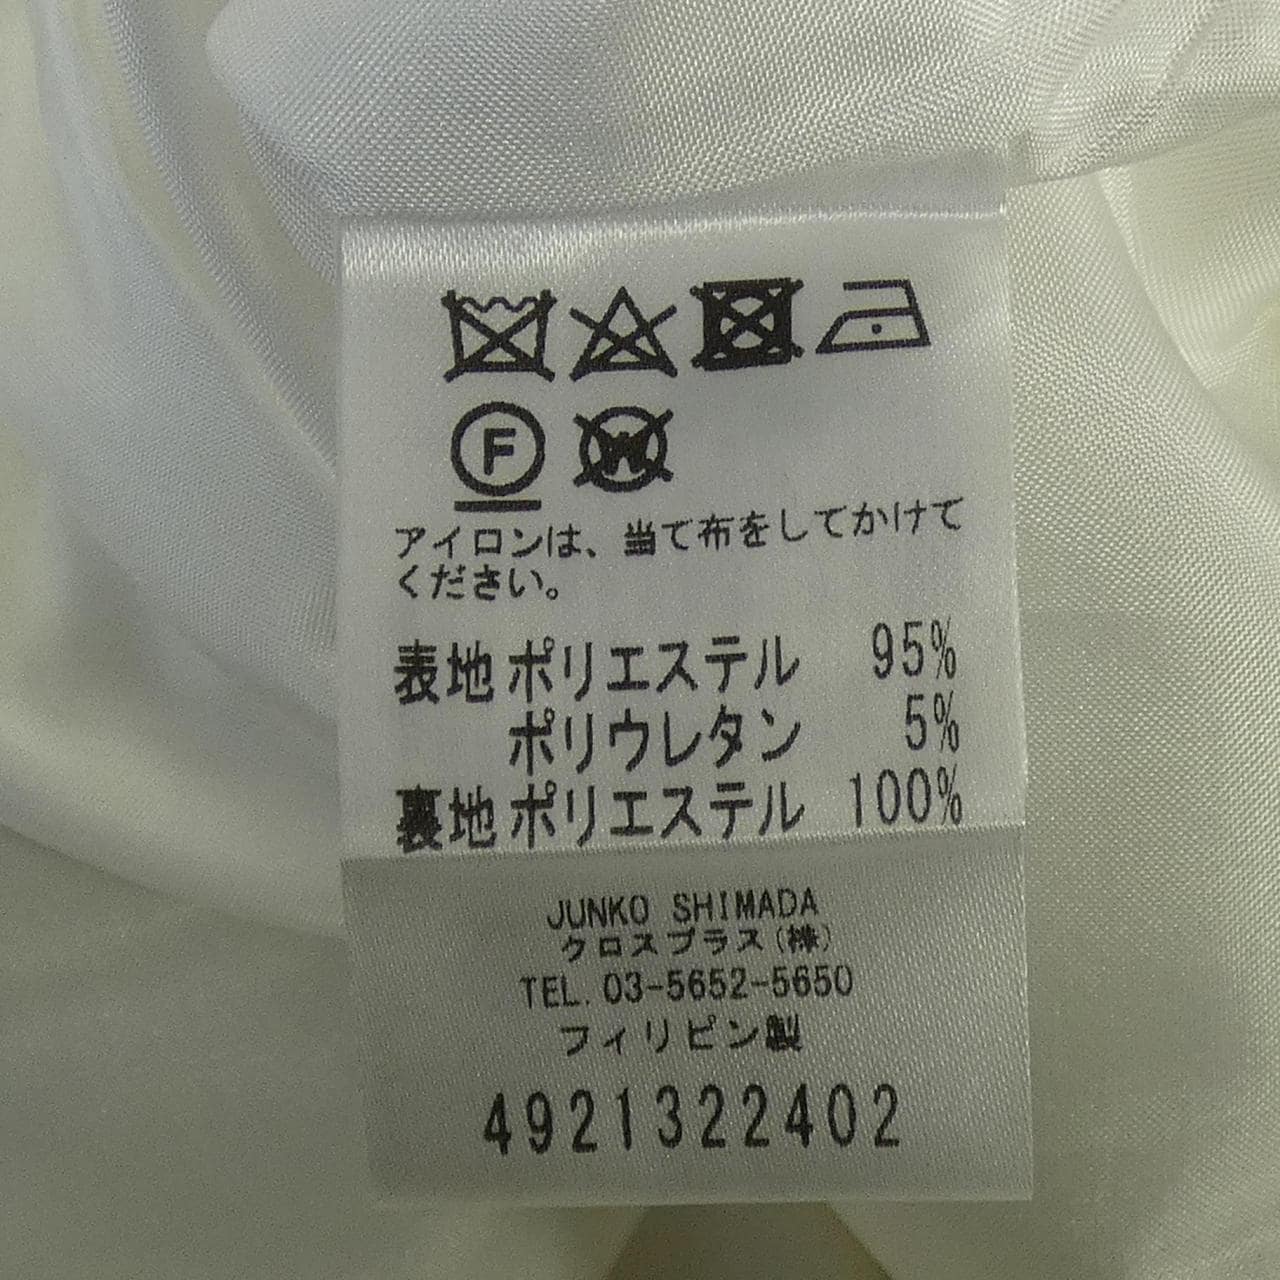 F W
アイロンは、当て布をしてかけて
ください。
表地 ポリエステル 95%
ポリウレタン 5%
裏地 ポリエステル 100%
JUNKO SHIMADA
クロスプラス(株)
TEL. 03-5652-5650
フィリピン製
4921322402